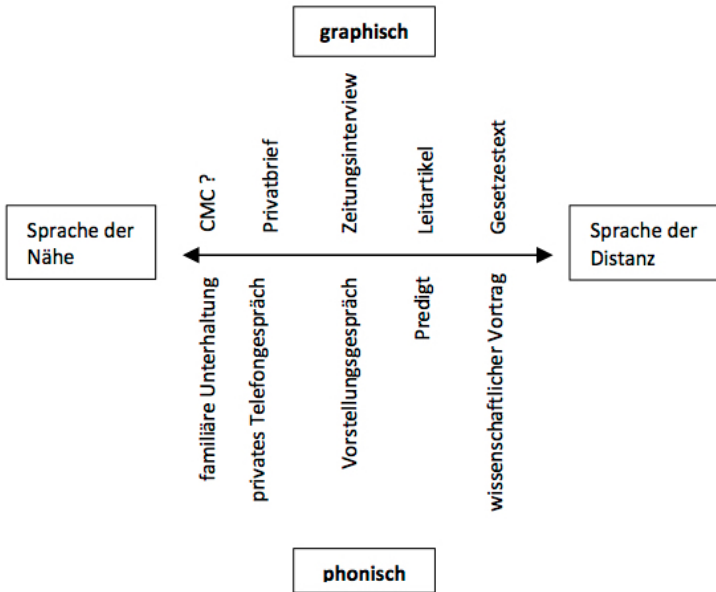 graphisch
CMC ?
Privatbrief
Zeitungsinterview
Leitartikel
Gesetzestext
Sprache der
Nähe
Sprache der
Distanz
familiäre Unterhaltung
privates Telefongespräch
Vorstellungsgespräch
Predigt
wissenschaftlicher Vortrag
phonisch